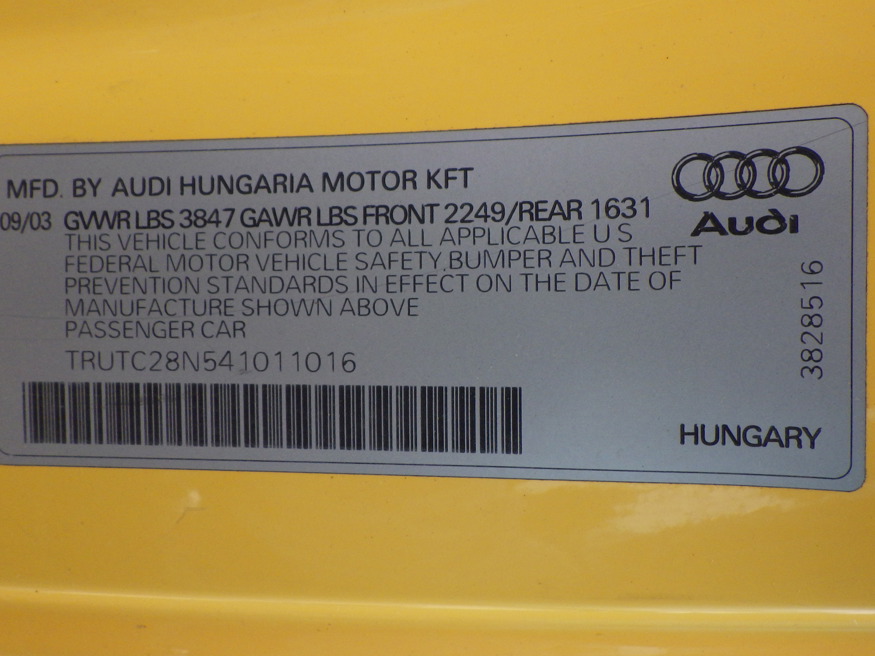 MFD. BY AUDI HUNGARIA MOTOR KFT
09/03 GVWR LBS 3847 GAWR LBS FRONT 2249/REAR 1631
THIS VEHICLE CONFORMS TO ALL APPLICABLE U S
FEDERAL MOTOR VEHICLE SAFETY, BUMPER AND THEFT
PREVENTION STANDARDS IN EFFECT ON THE DATE OF
MANUFACTURE SHOWN ABOVE
PASSENGER CAR
TRUTC28N541011016
Audi
3828516
HUNGARY